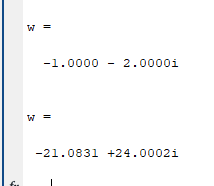 w =
-1.0000 - 2.0000i
w =
-21.0831 +24.0002i